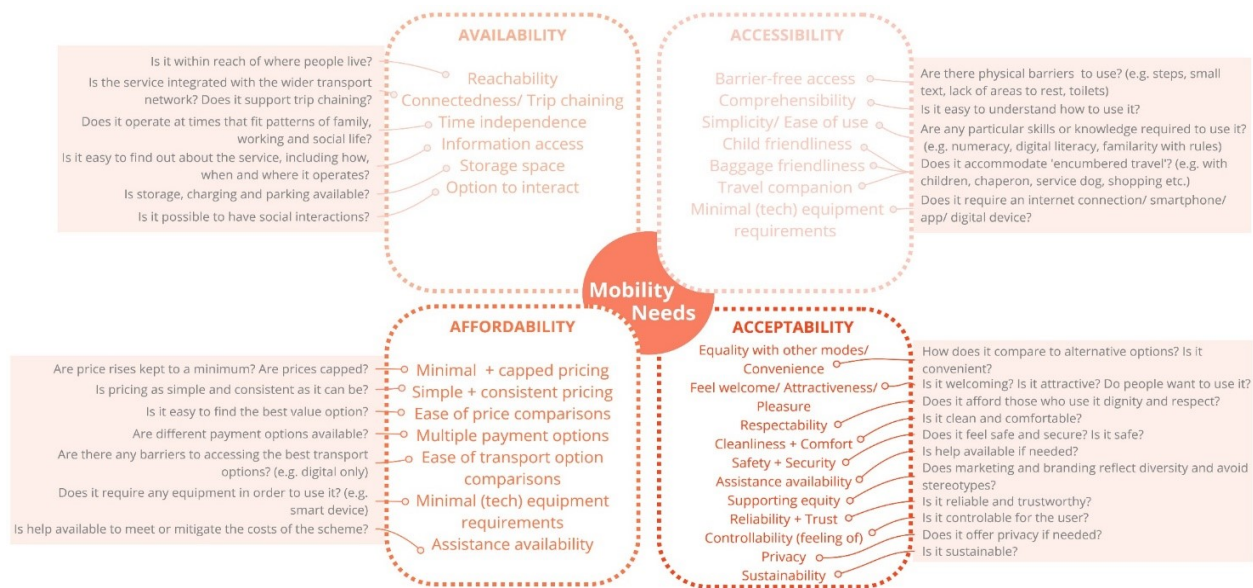 AVAILABILITY
Is it within reach of where people live?
Is the service integrated with the wider transport
network? Does it support trip chaining?
Does it operate at times that fit patterns of family,
working and social life?
Is it easy to find out about the service, including how,
when and where it operates?
Is storage, charging and parking available?
Is it possible to have social interactions?
Reachability
Connectedness/ Trip chaining
Time independence
Information access
Storage space
Option to interact
ACCESSIBILITY
Barrier-free access
Comprehensibility
Simplicity/ Ease of use
Child friendliness
Baggage friendliness
Travel companion
Minimal (tech) equipment
requirements
Are there physical barriers to use? (e.g. steps, small
text, lack of areas to rest, toilets)
Is it easy to understand how to use it?
Are any particular skills or knowledge required to use it?
(e.g. numeracy, digital literacy, familarity with rules)
Does it accommodate 'encumbered travel'? (e.g. with
children, chaperon, service dog, shopping etc.)
Does it require an internet connection/ smartphone/
app/ digital device?
Mobility
Needs
AFFORDABILITY
Are price rises kept to a minimum? Are prices capped?
Is pricing as simple and consistent as it can be?
Is it easy to find the best value option?
Are different payment options available?
Are there any barriers to accessing the best transport
options? (e.g. digital only)
Does it require any equipment in order to use it? (e.g.
smart device)
Is help available to meet or mitigate the costs of the scheme?
Minimal + capped pricing
Simple + consistent pricing
Ease of price comparisons
Multiple payment options
Ease of transport option
comparisons
Minimal (tech) equipment
requirements
Assistance availability
ACCEPTABILITY
Equality with other modes/
Convenience
Feel welcome/ Attractiveness/
Pleasure
Respectability
Cleanliness + Comfort
Safety + Security
Assistance availability
Supporting equity
Reliability + Trust
Controllability (feeling of)
Privacy
Sustainability
How does it compare to alternative options? Is it
convenient?
Is it welcoming? Is it attractive? Do people want to use it?
Does it afford those who use it dignity and respect?
Is it clean and comfortable?
Does it feel safe and secure? Is it safe?
Is help available if needed?
Does marketing and branding reflect diversity and avoid
stereotypes?
Is it reliable and trustworthy?
Is it controlable for the user?
Does it offer privacy if needed?
Is it sustainable?